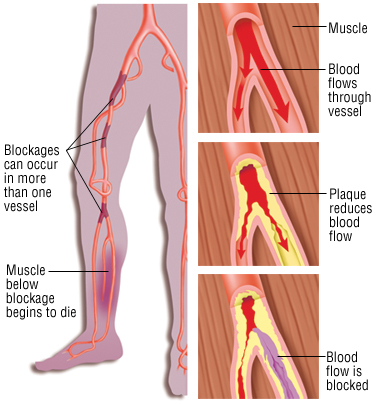 Muscle
Blood
flows
through
vessel
Blockages
can occur
in more
than one
vessel
Plaque
reduces
blood
flow
Muscle
below
blockage
begins to die
Blood
flow is
blocked